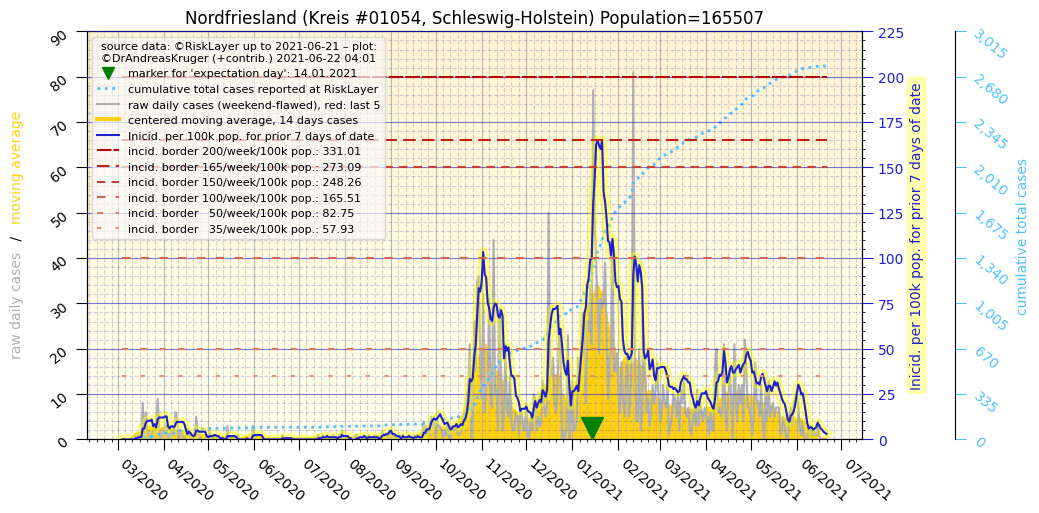 Nordfriesland (Kreis #01054, Schleswig-Holstein) Population=165507
source data: ©RiskLayer up to 2021-06-21 – plot:
©DrAndreasKruger (+contrib.) 2021-06-22 04:01
marker for 'expectation day': 14.01.2021
cumulative total cases reported at RiskLayer
raw daily cases (weekend-flawed), red: last 5
centered moving average, 14 days cases
Inicid. per 100k pop. for prior 7 days of date
incid. border 200/week/100k pop.: 331.01
incid. border 165/week/100k pop.: 273.09
incid. border 150/week/100k pop.: 248.26
incid. border 100/week/100k pop.: 165.51
incid. border 50/week/100k pop.: 82.75
incid. border 35/week/100k pop.: 57.93
raw daily cases / moving average
90
80
70
60
50
40
30
20
10
0
225
200
175
150
125
100
75
50
25
0
Inicid. per 100k pop. for prior 7 days of date
3,015
2,680
2,345
2,010
1,675
1,340
1,005
670
335
0
cumulative total cases
03/2020
04/2020
05/2020
06/2020
07/2020
08/2020
09/2020
10/2020
11/2020
12/2020
01/2021
02/2021
03/2021
04/2021
05/2021
06/2021
07/2021